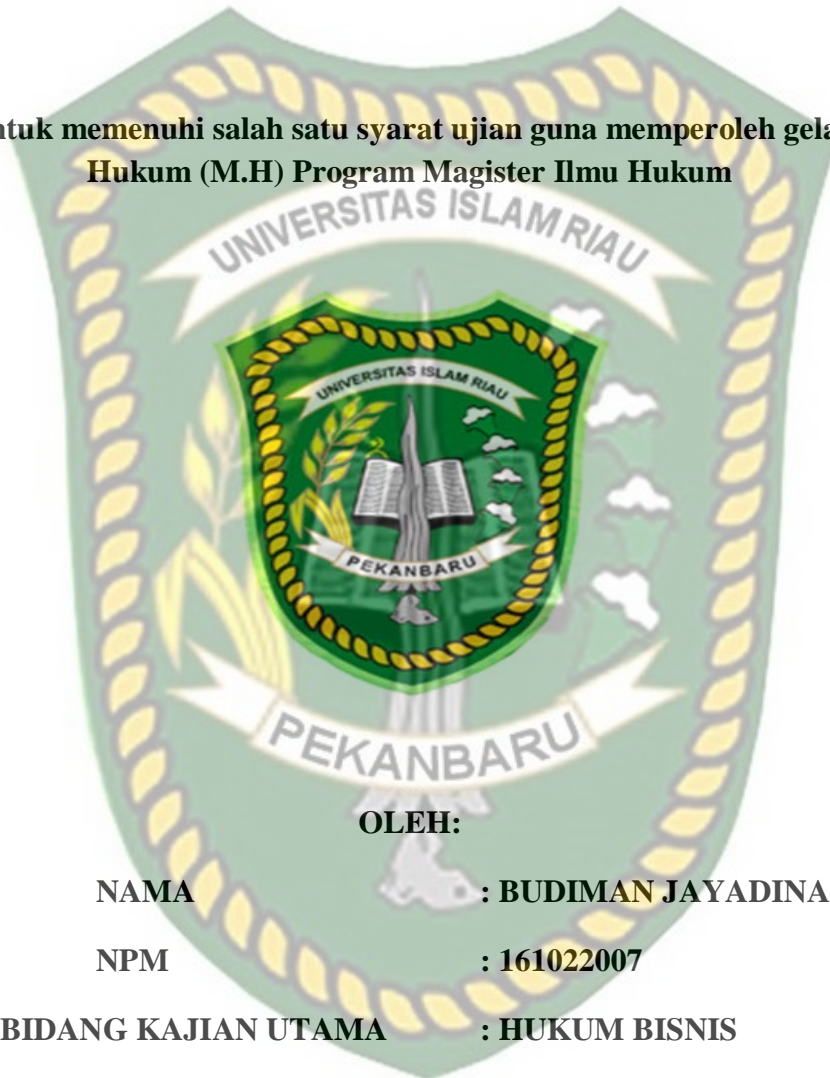 ntuk memenuhi salah satu syarat ujian guna memperoleh gela
Hukum (M.H) Program Magister Ilmu Hukum
UNIVERSITAS ISLAM RIAU
UNIVERSITAS ISLAM RIAU
PEKANBARU
PEKANBARU
OLEH:
NAMA : BUDIMAN JAYADINA
NPM : 161022007
BIDANG KAJIAN UTAMA : HUKUM BISNIS